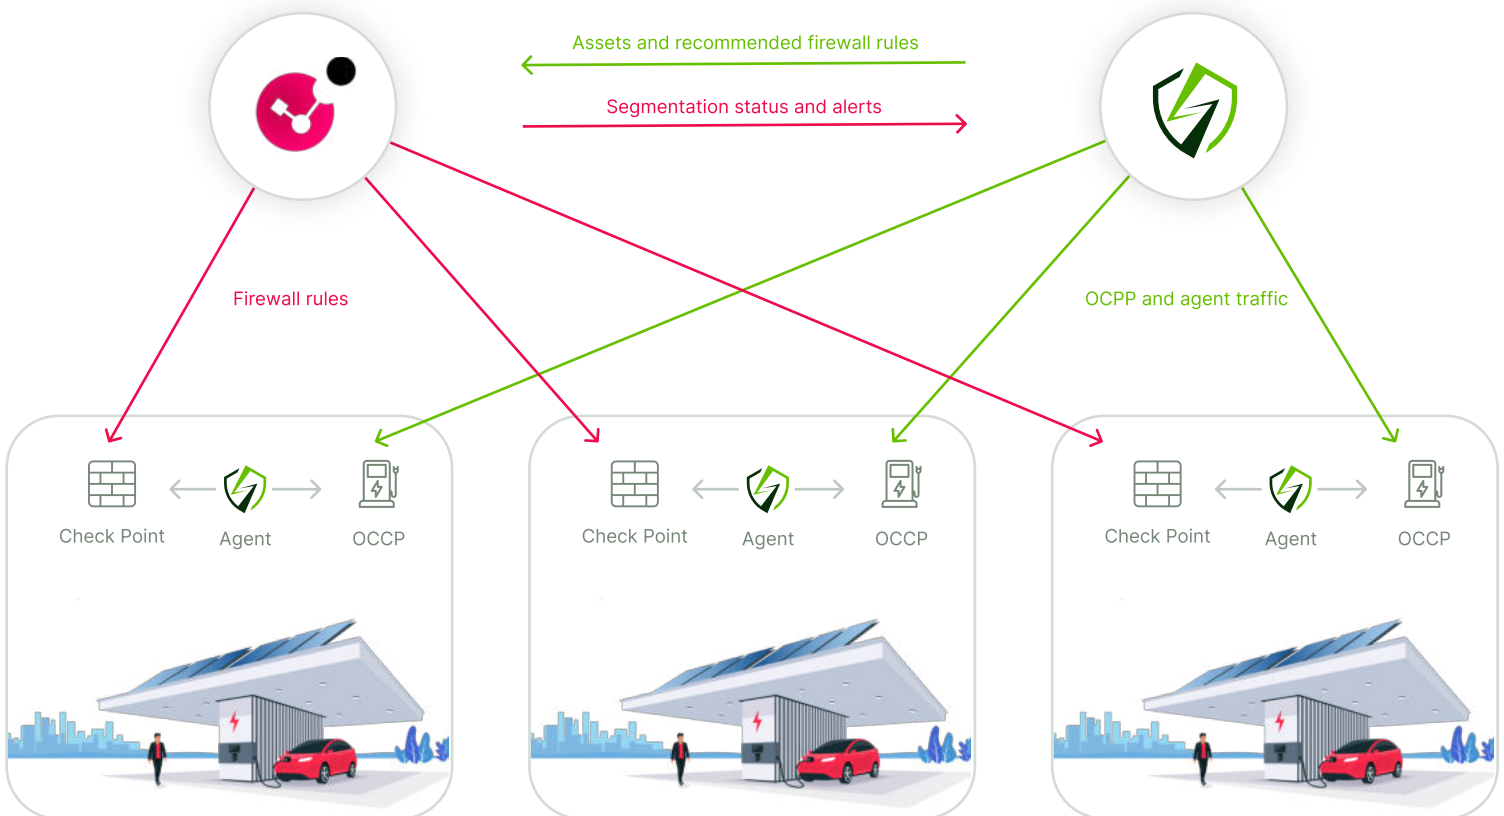 Assets and recommended firewall rules
Segmentation status and alerts
Firewall rules
OCPP and agent traffic
Check Point
Agent
OCCP
Check Point
Agent
OCCP
Check Point
Agent
OCCP